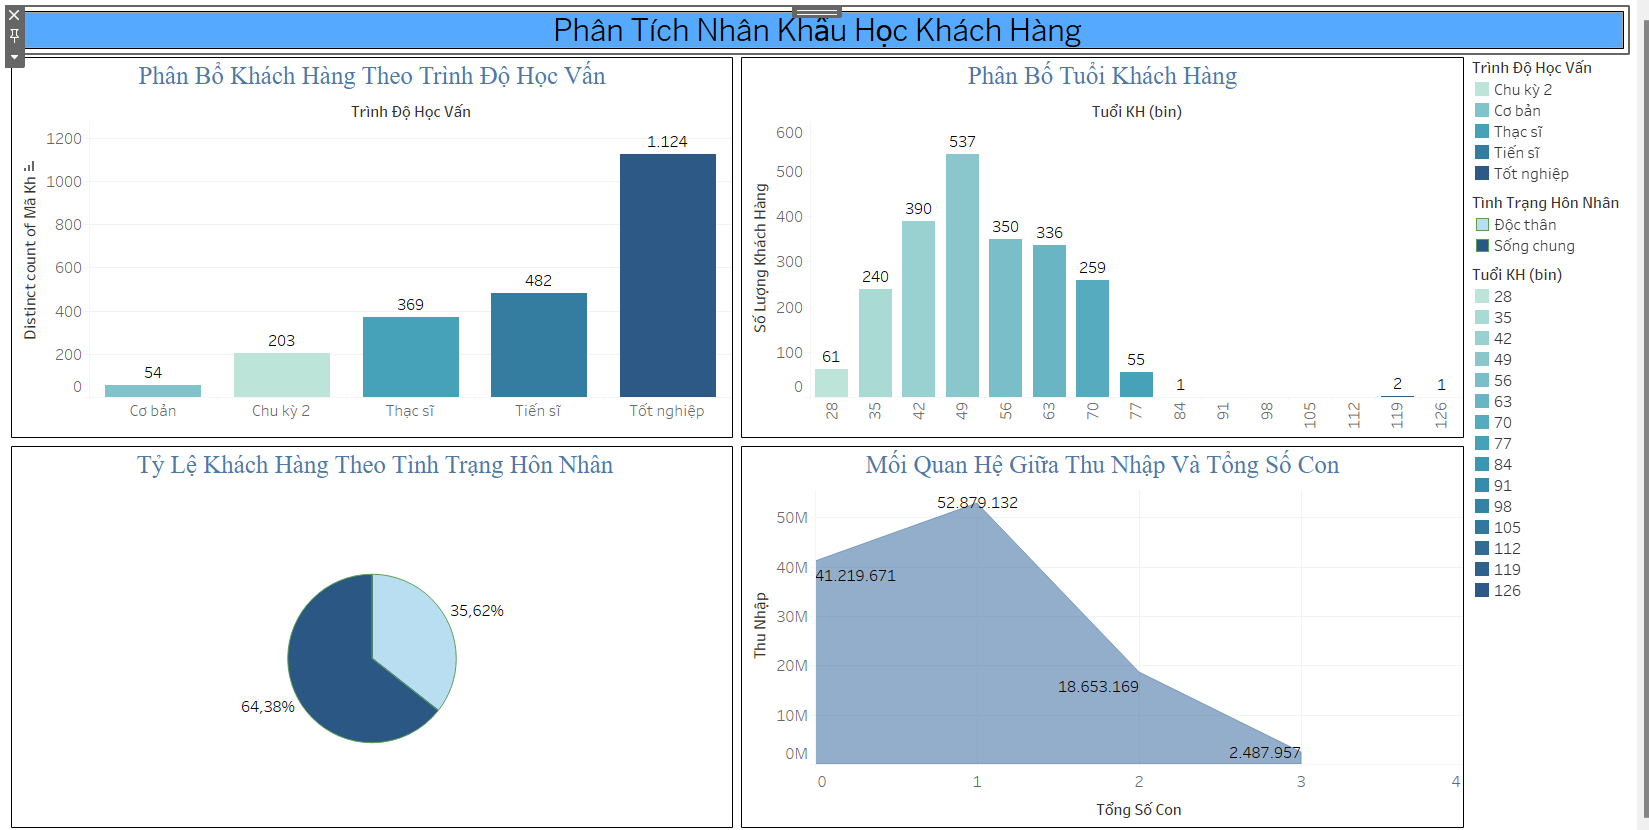 Phân Tích Nhân Khẩu Học Khách Hàng
Phân Bổ Khách Hàng Theo Trình Độ Học Vấn
Trình Độ Học Vấn
Distinct count of Mã Kh
1200
1000
800
600
400
200
0
54
203
369
482
1.124
Cơ bản
Chu kỳ 2
Thạc sĩ
Tiến sĩ
Tốt nghiệp
Phân Bố Tuổi Khách Hàng
Tuổi KH (bin)
Số Lượng Khách Hàng
600
500
400
300
200
100
0
61
240
390
537
350
336
259
55
1
2
1
28
35
42
49
56
63
70
77
84
91
98
105
112
119
126
Tỷ Lệ Khách Hàng Theo Tình Trạng Hôn Nhân
35,62%
64,38%
Mối Quan Hệ Giữa Thu Nhập Và Tổng Số Con
Thu Nhập
50M
40M
30M
20M
10M
0M
52.879.132
41.219.671
18.653.169
2.487.957
0
1
2
3
4
Tổng Số Con
Trình Độ Học Vấn
Chu kỳ 2
Cơ bản
Thạc sĩ
Tiến sĩ
Tốt nghiệp
Tình Trạng Hôn Nhân
Độc thân
Sống chung
Tuổi KH (bin)
28
35
42
49
56
63
70
77
84
91
98
105
112
119
126